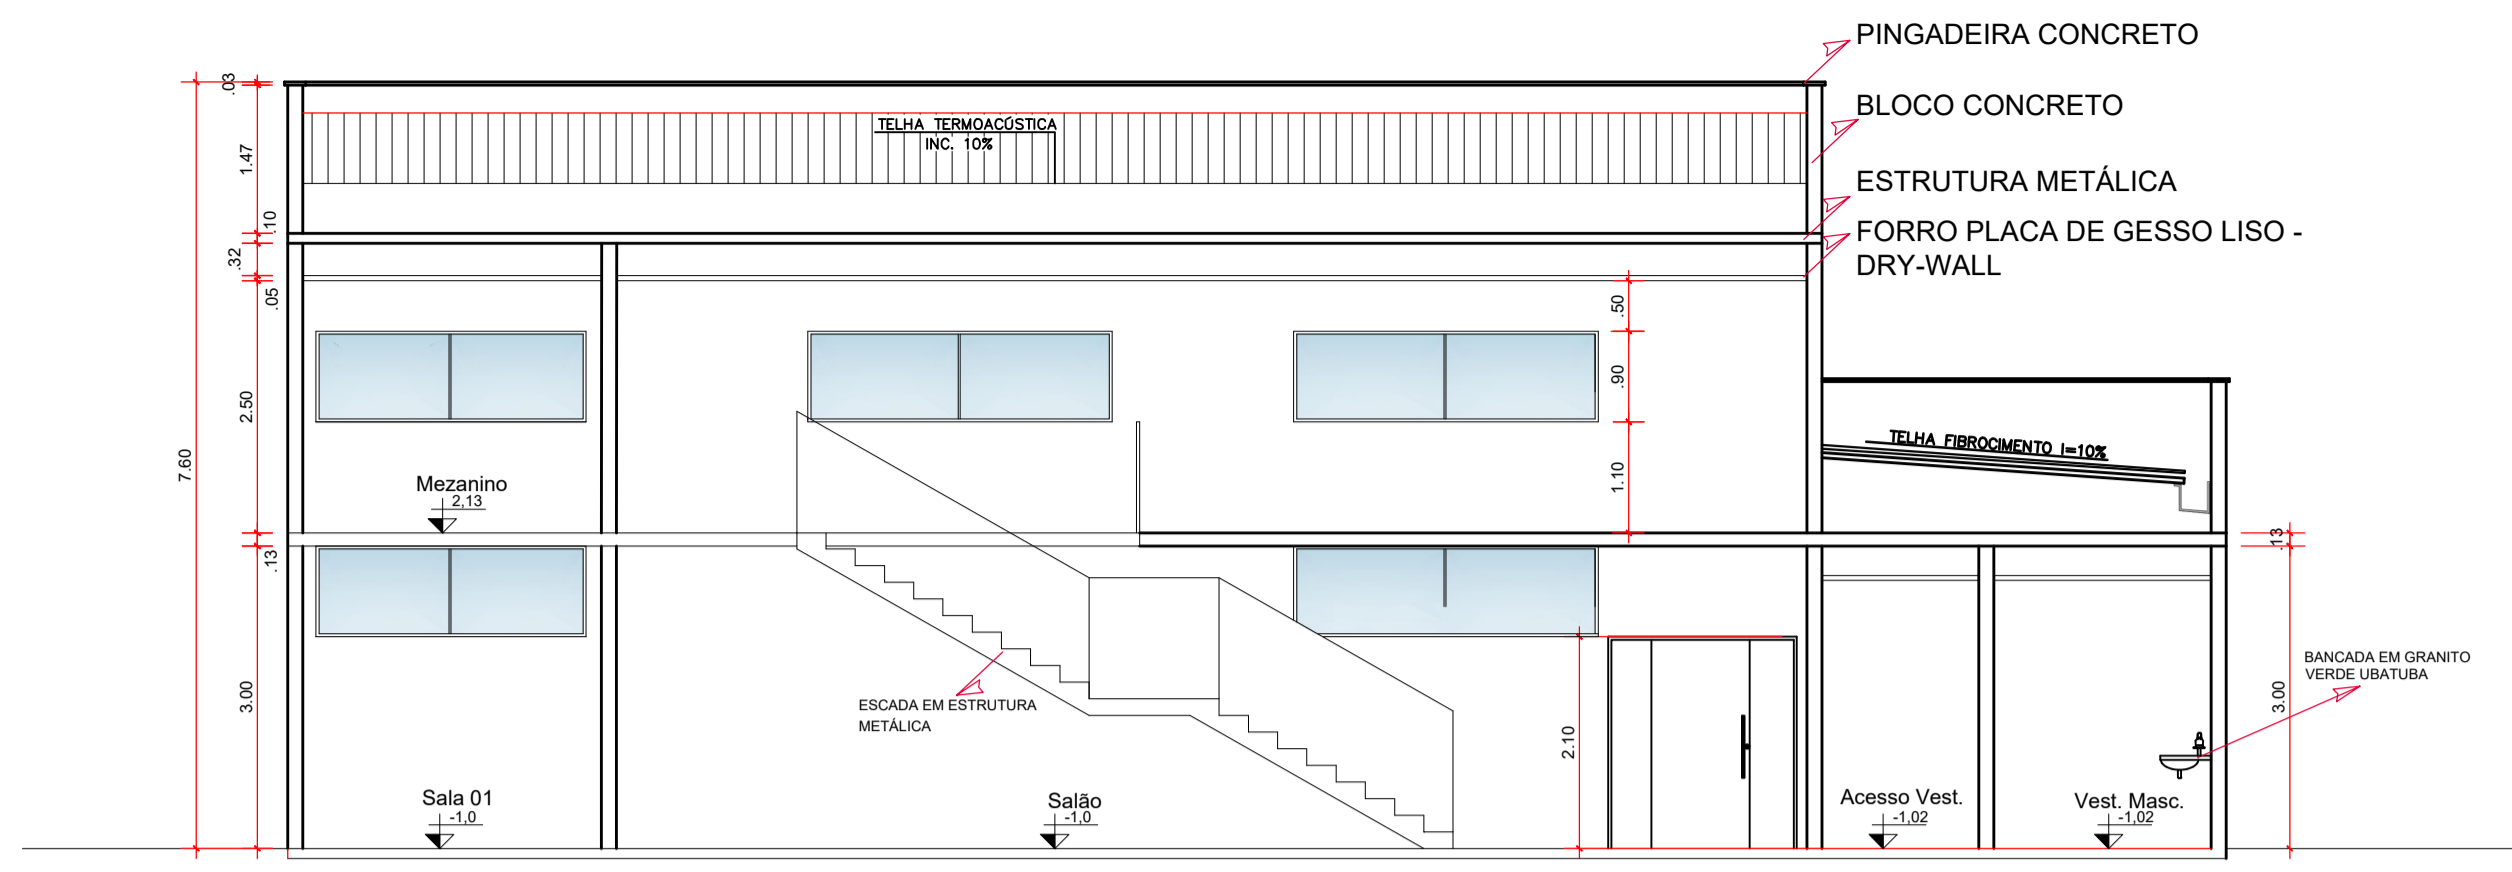 PINGADEIRA CONCRETO
.03
BLOCO CONCRETO
TELHA TERMOACÚSTICA
INC. 10%
1.47
ESTRUTURA METÁLICA
.10
FORRO PLACA DE GESSO LISO -
DRY-WALL
.32
.05
.50
.90
2.50
TELHA FIBROCIMENTO I=10%
7.60
1.10
Mezanino
2,13
.13
.13
BANCADA EM GRANITO
VERDE UBATUBA
3.00
ESCADA EM ESTRUTURA
METÁLICA
3.00
2.10
Sala 01
-1,0
Salão
-1,0
Acesso Vest.
-1,02
Vest. Masc.
-1,02